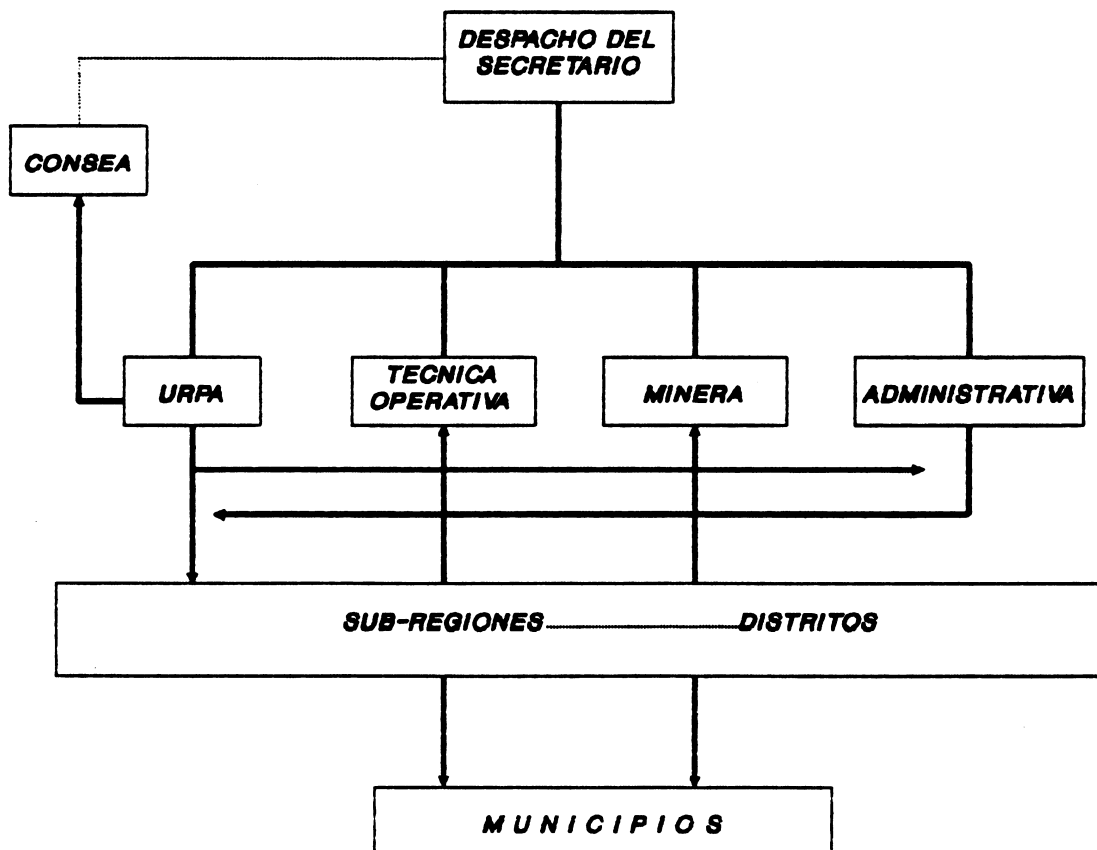 DESPACHO DEL
SECRETARIO
CONSEA
URPA
TECNICA
OPERATIVA
MINERA
ADMINISTRATIVA
SUB-REGIONES DISTRITOS
MUNICIPIOS